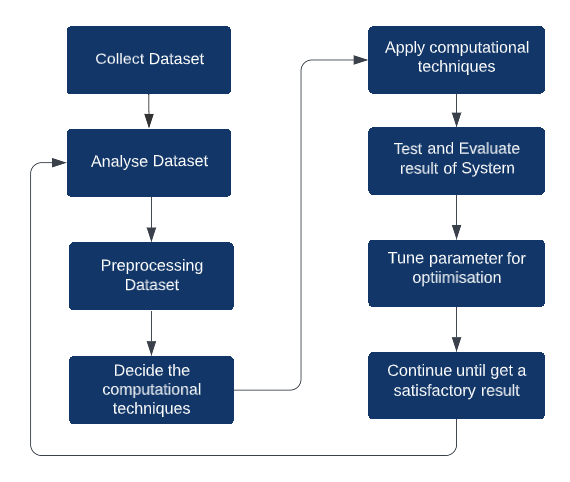 Collect Dataset
Analyse Dataset
Preprocessing
Dataset
Decide the
computational
techniques
Apply computational
techniques
Test and Evaluate
result of System
Tune parameter for
optiimisation
Continue until get a
satisfactory result